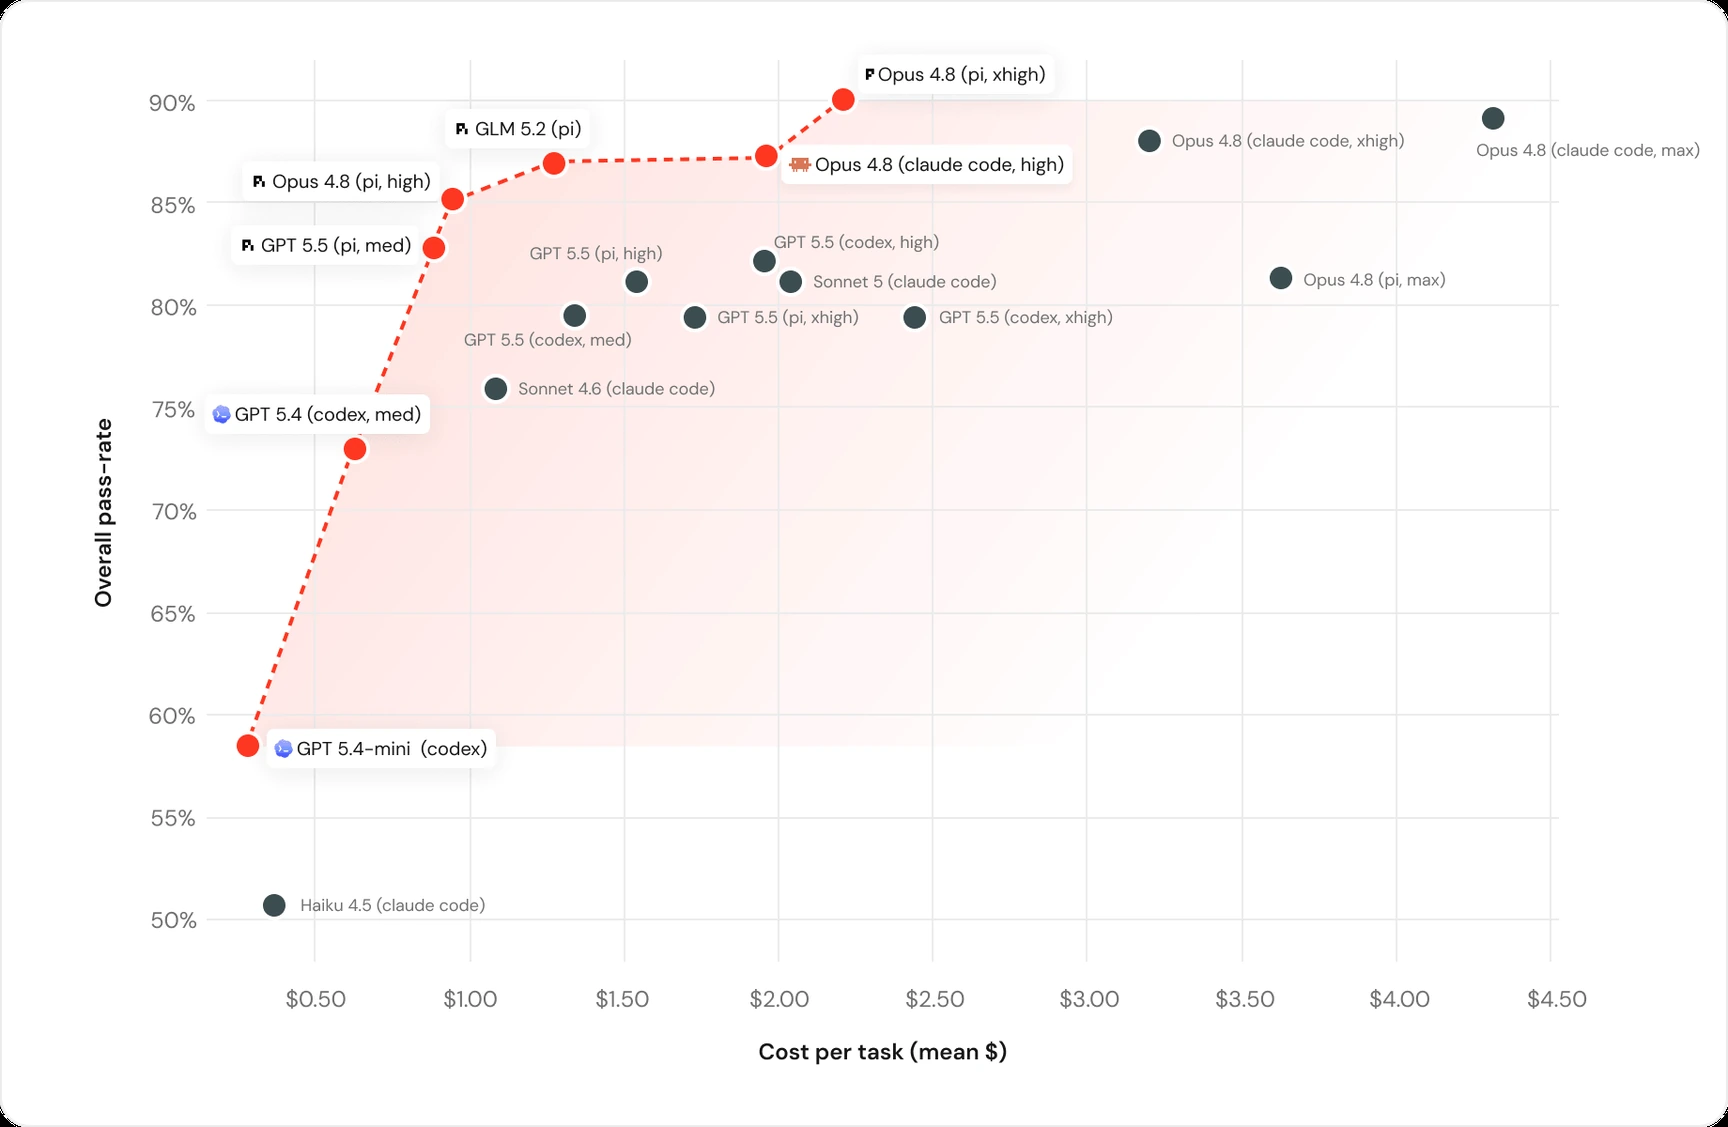 Opus 4.8 (pi, xhigh)
90%
GLM 5.2 (pi)
Opus 4.8 (claude code, xhigh)
Opus 4.8 (claude code, max)
Opus 4.8 (claude code, high)
Opus 4.8 (pi, high)
85%
GPT 5.5 (pi, med)
GPT 5.5 (codex, high)
GPT 5.5 (pi, high)
Sonnet 5 (claude code)
Opus 4.8 (pi, max)
80%
GPT 5.5 (pi, xhigh)
GPT 5.5 (codex, xhigh)
GPT 5.5 (codex, med)
Sonnet 4.6 (claude code)
75%
GPT 5.4 (codex, med)
Overall pass-rate
70%
65%
60%
GPT 5.4-mini (codex)
55%
Haiku 4.5 (claude code)
50%
$0.50 $1.00 $1.50 $2.00 $2.50 $3.00 $3.50 $4.00 $4.50
Cost per task (mean $)